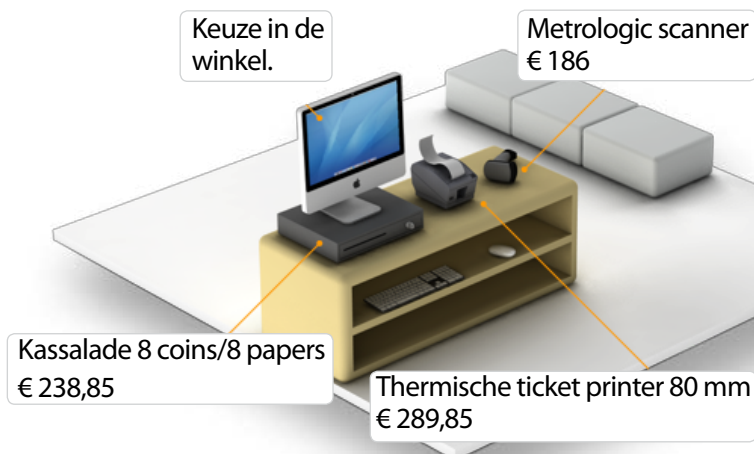 Keuze in de
winkel.
Metrologic scanner
€ 186
Kassalade 8 coins/8 papers
€ 238,85
Thermische ticket printer 80 mm
€ 289,85